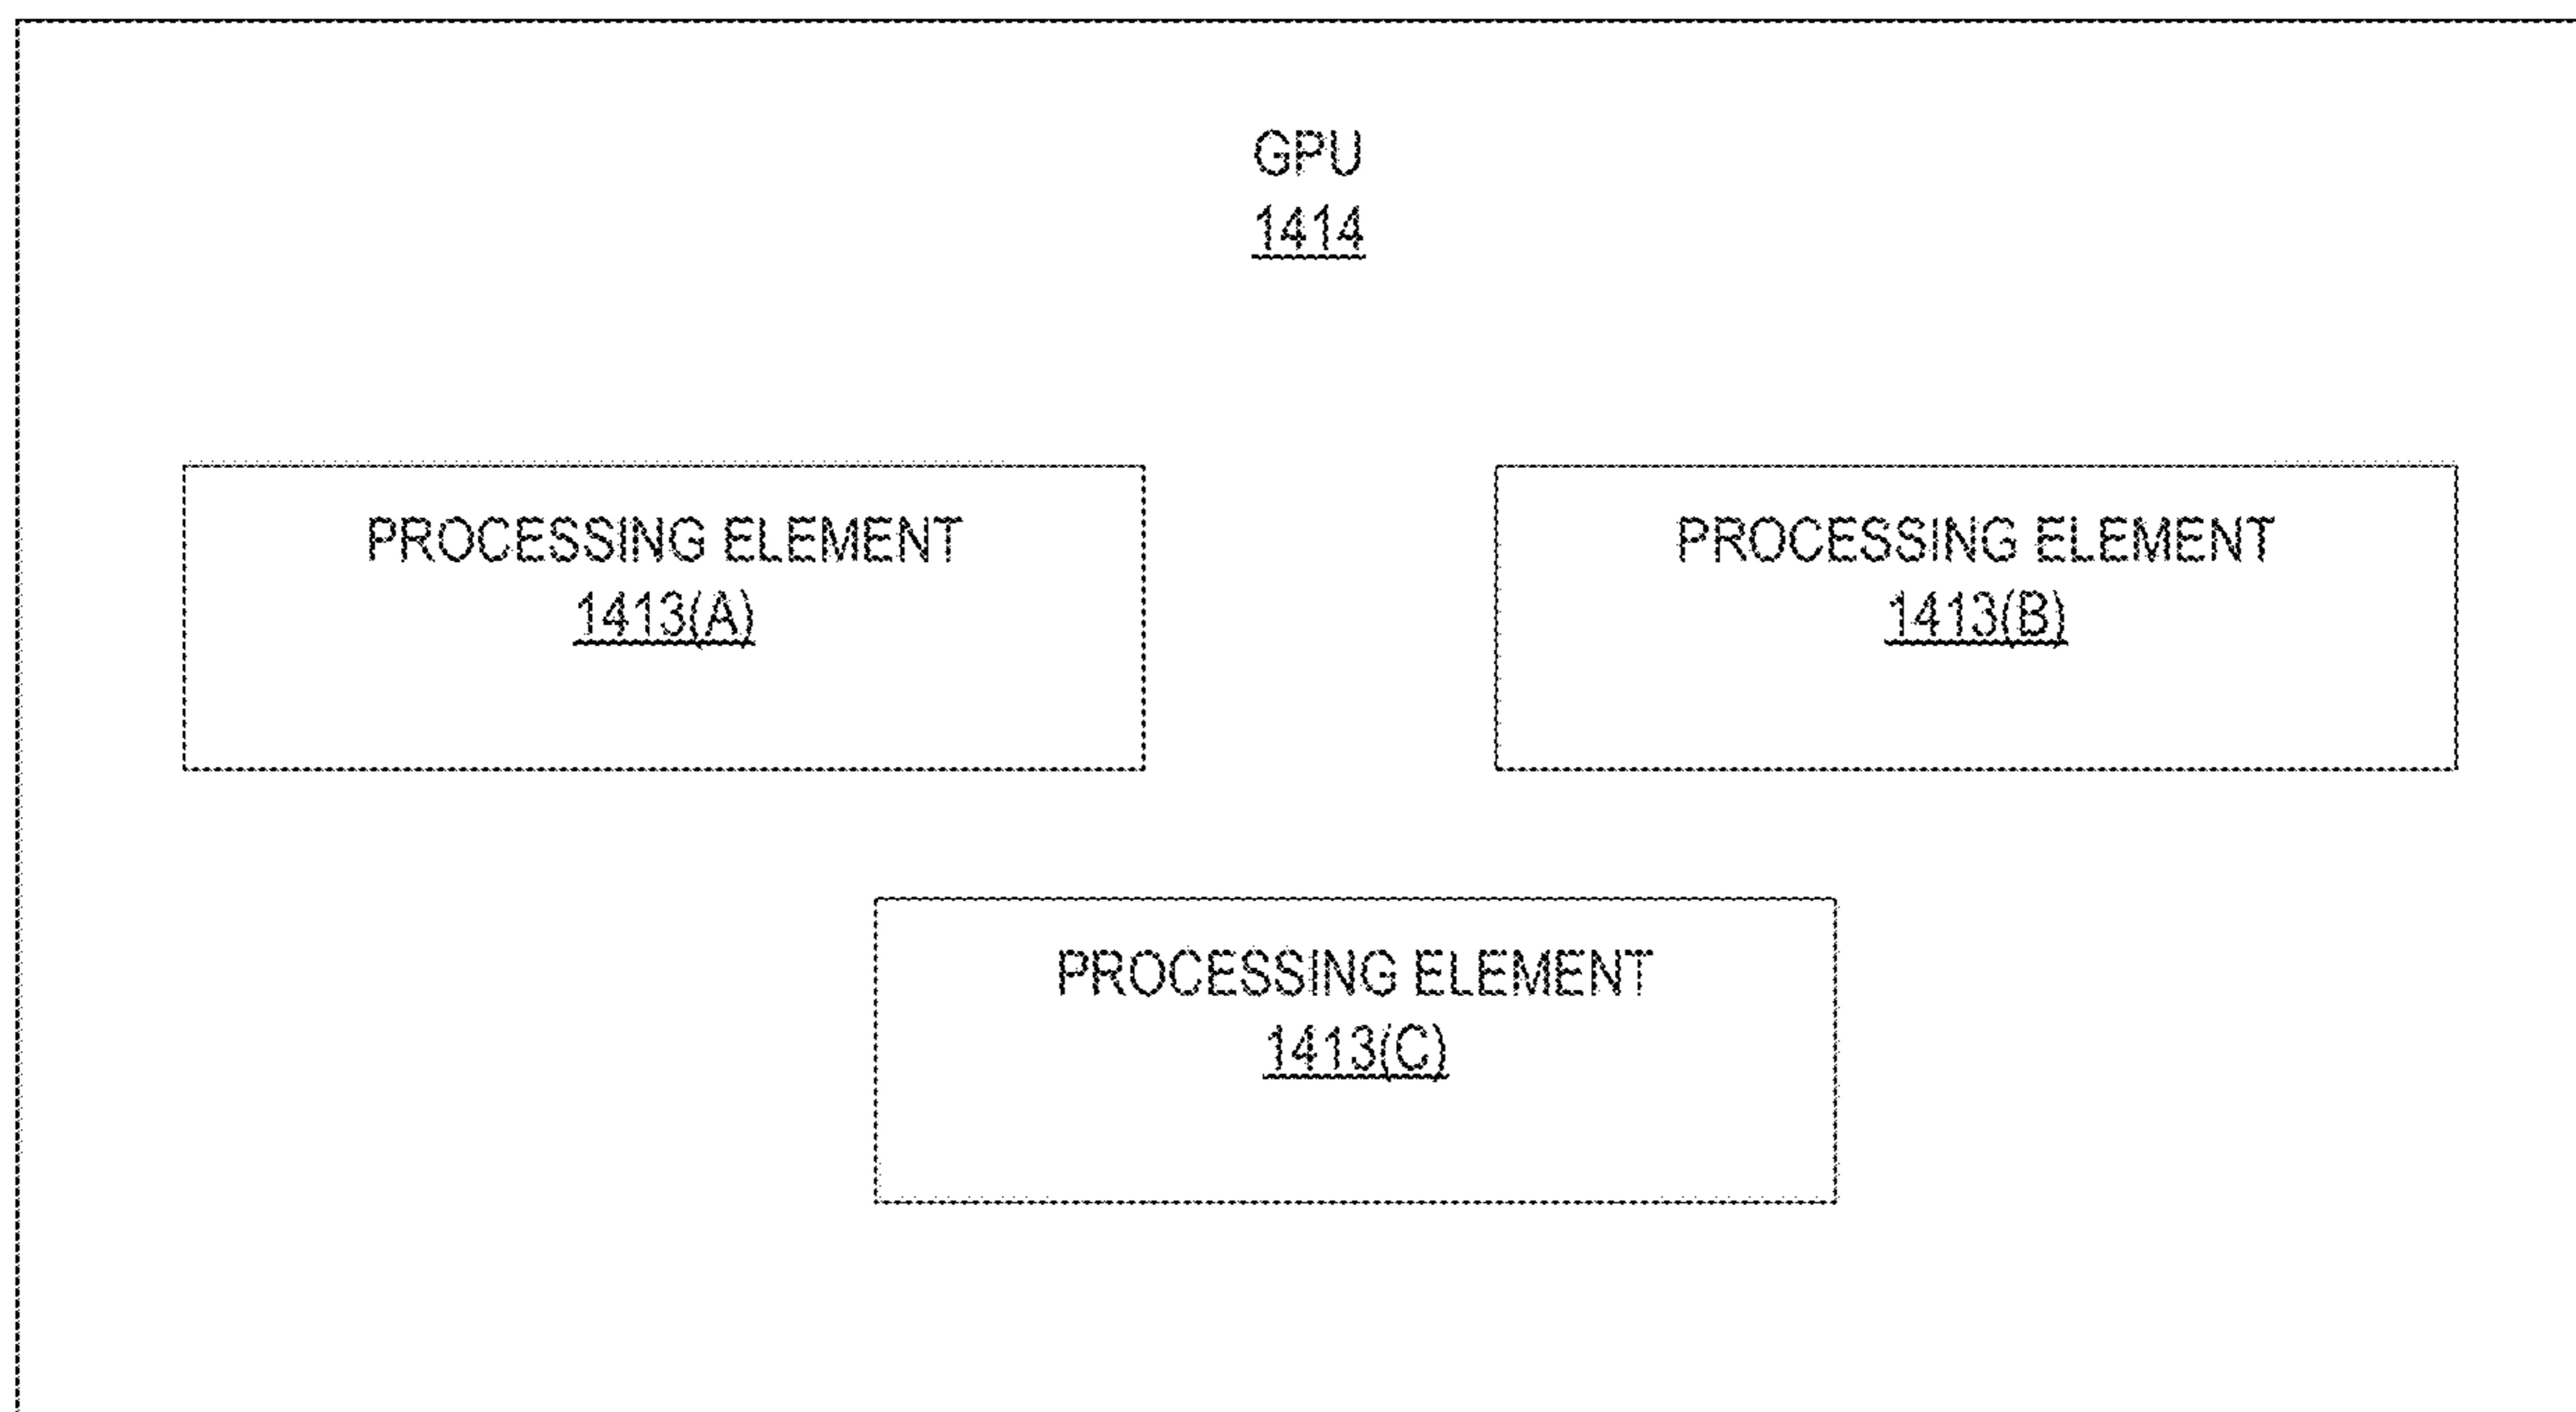 GPU
1414
PROCESSING ELEMENT
1413(A)
PROCESSING ELEMENT
1413(B)
PROCESSING ELEMENT
1413(C)